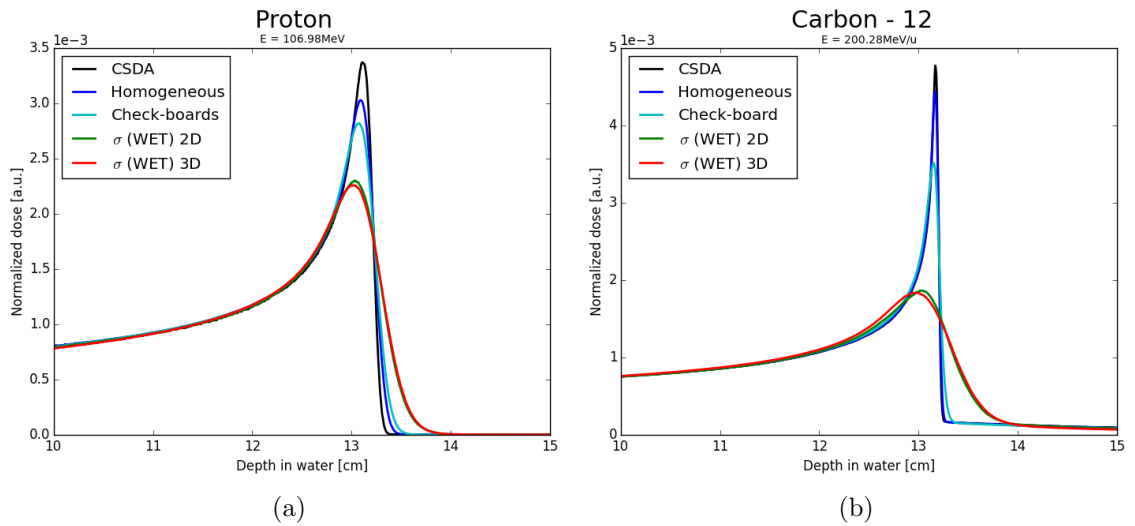 Proton
E = 106.98MeV
1e−3
3.5
3.0
2.5
2.0
1.5
1.0
0.5
0.0
Normalized dose [a.u.]
CSDA
Homogeneous
Check-boards
σ (WET) 2D
σ (WET) 3D
10 11 12 13 14 15
Depth in water [cm]
(a)
Carbon - 12
E = 200.28MeV/u
1e−3
5
4
3
2
1
0
Normalized dose [a.u.]
CSDA
Homogeneous
Check-board
σ (WET) 2D
σ (WET) 3D
10 11 12 13 14 15
Depth in water [cm]
(b)